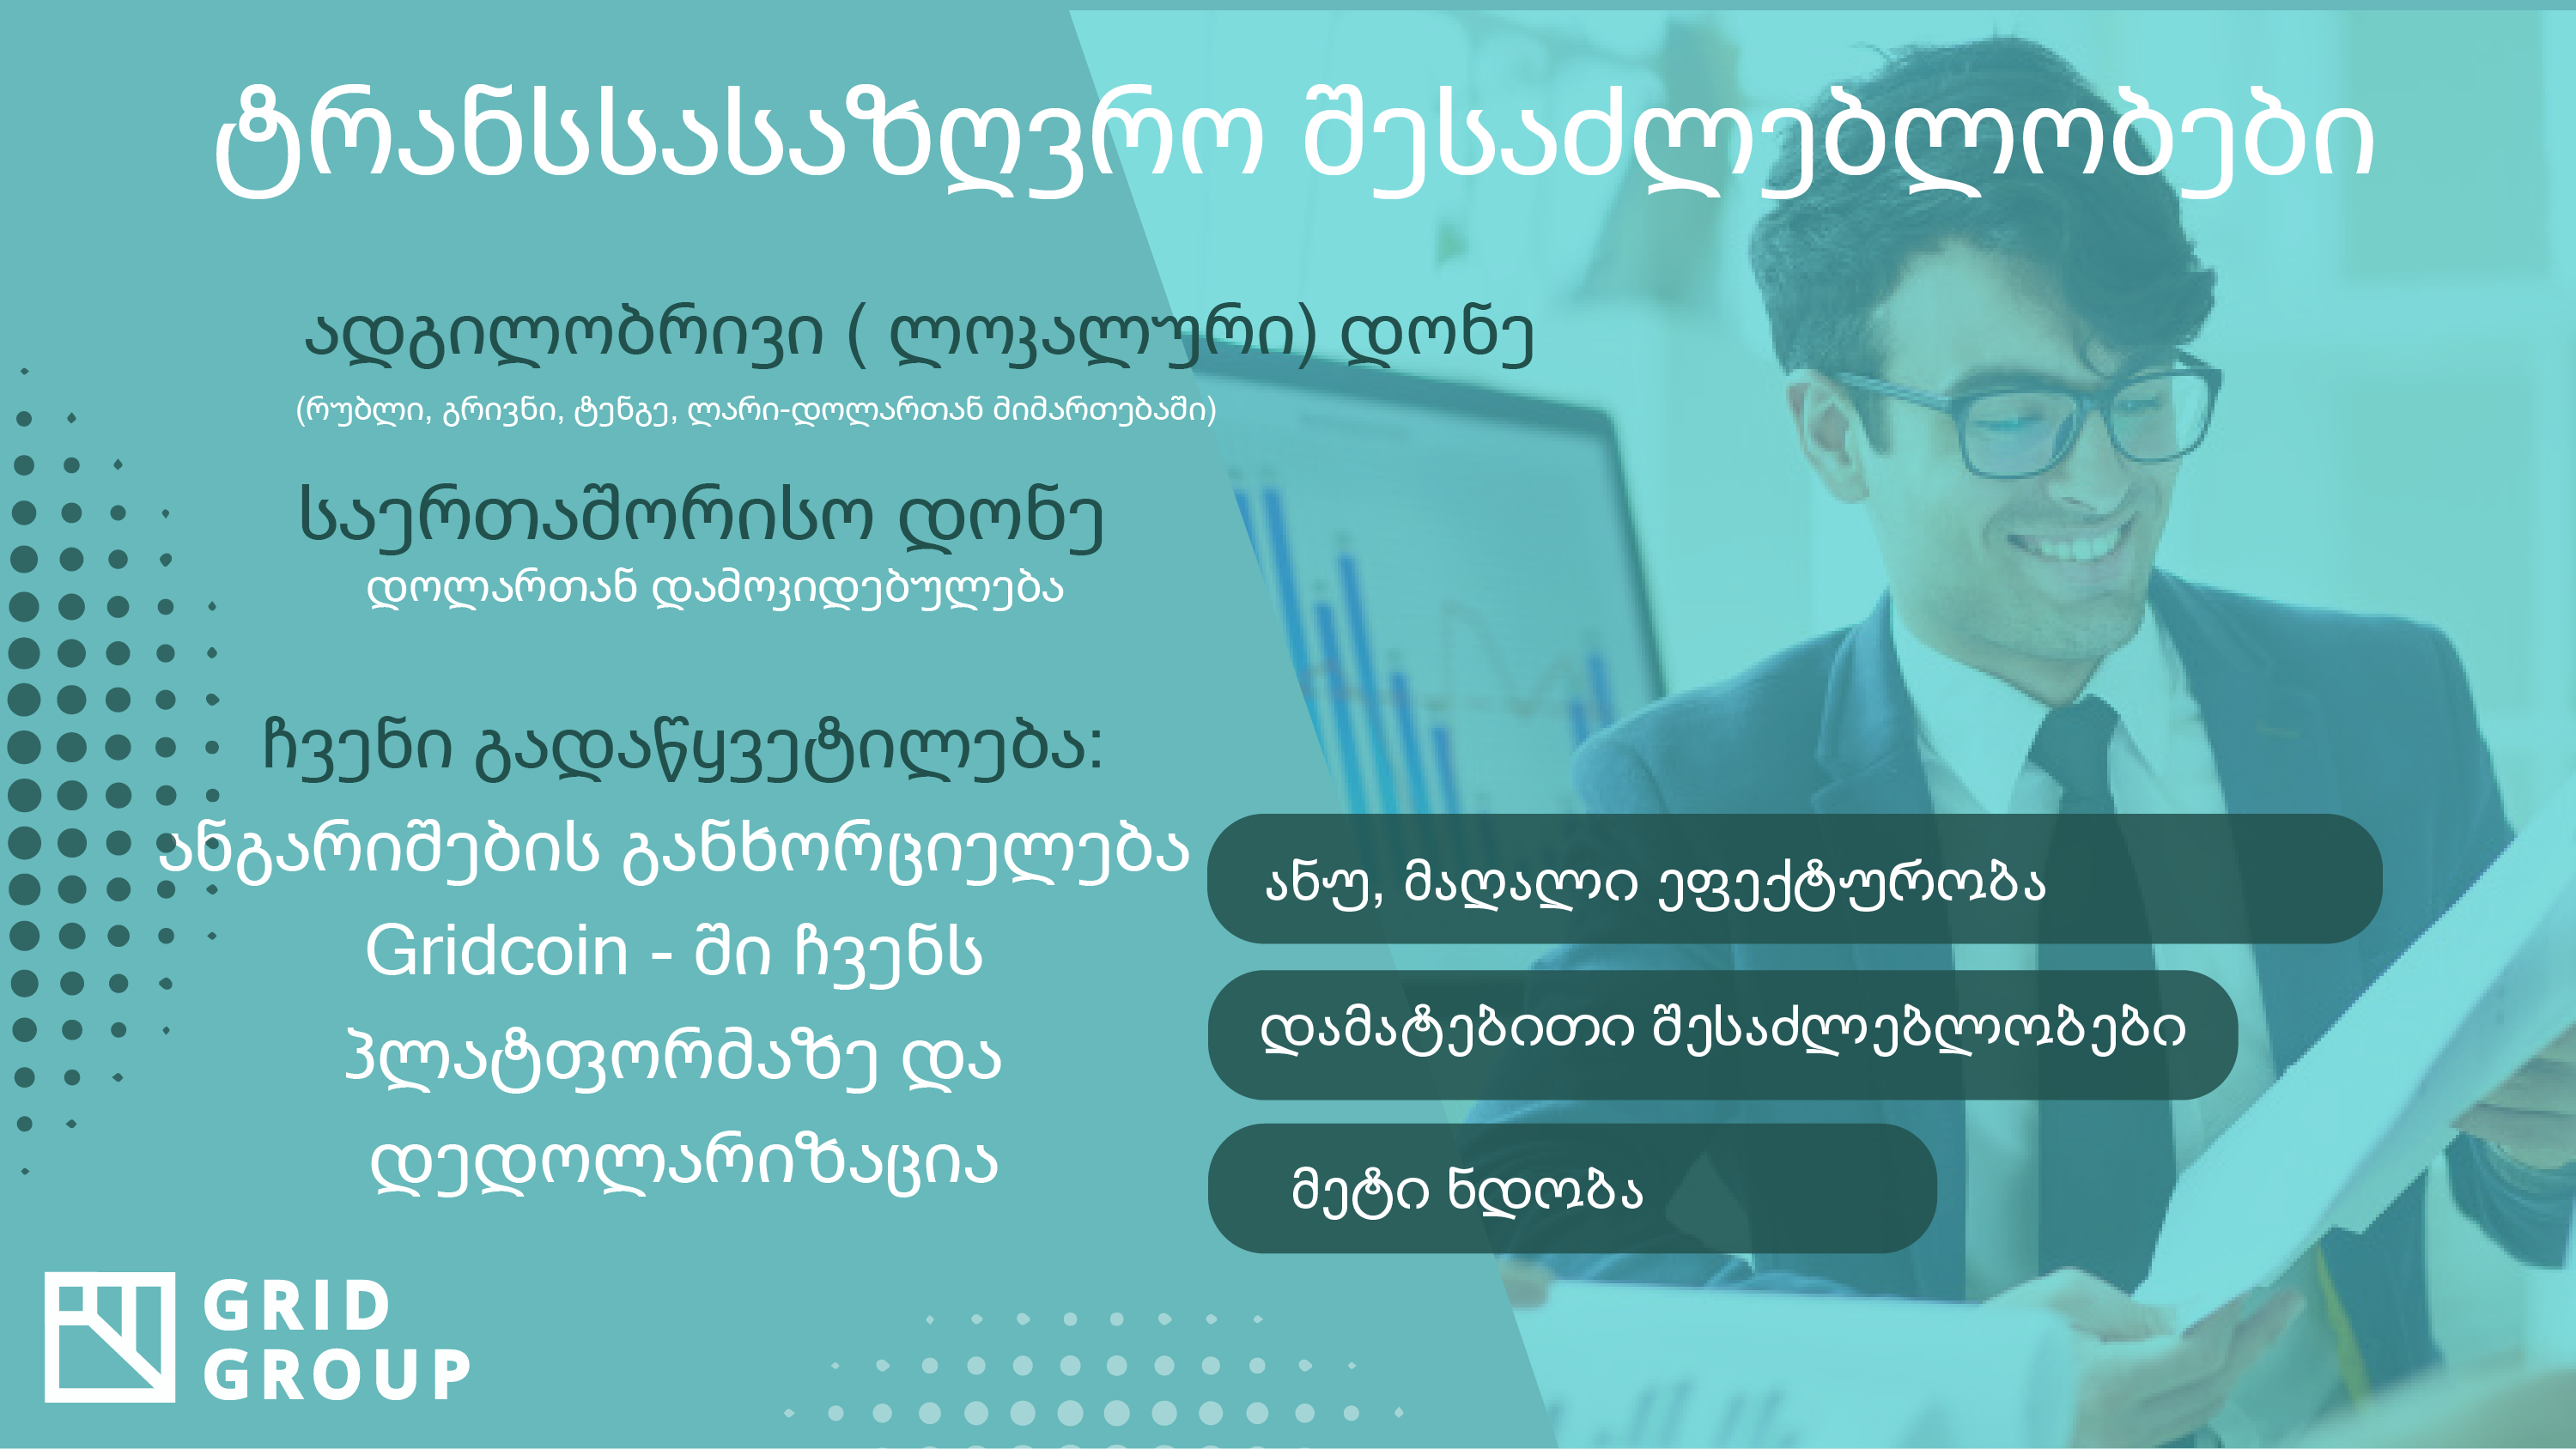 ტრანსსასაზღვრო შესაძლებლობები
ადგილობრივი ( ლოკალური) დონე
(რუბლი, გრივნი, ტენგე, ლარი-დოლართან მიმართებაში)
საერთაშორისო დონე
დოლართან დამოკიდებულება
ჩვენი გადაწყვეტილება:
ანგარიშების განხორციელება
Gridcoin - ში ჩვენს
პლატფორმაზე და
დედოლარიზაცია
ანუ, მაღალი ეფექტურობა
დამატებითი შესაძლებლობები
მეტი ნდობა
GRID
GROUP